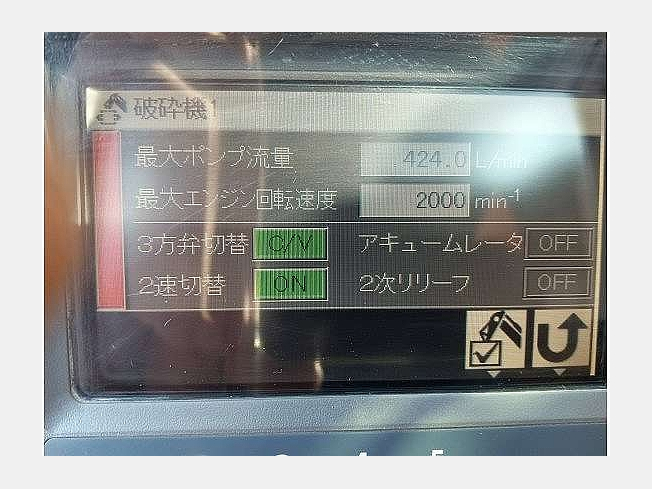 破砕機1
最大ポンプ流量 424.0 L/min
最大エンジン回転速度 2000 min-1
3方弁切替 C/V アキュームレータ OFF
2速切替 ON 2次リリーフ OFF